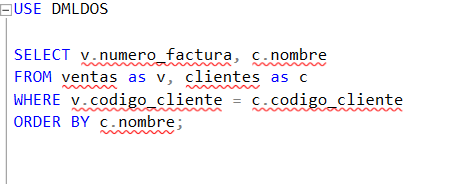 USE DMLDOS
SELECT v.numero_factura, c.nombre
FROM ventas as v, clientes as c
WHERE v.codigo_cliente = c.codigo_cliente
ORDER BY c.nombre;